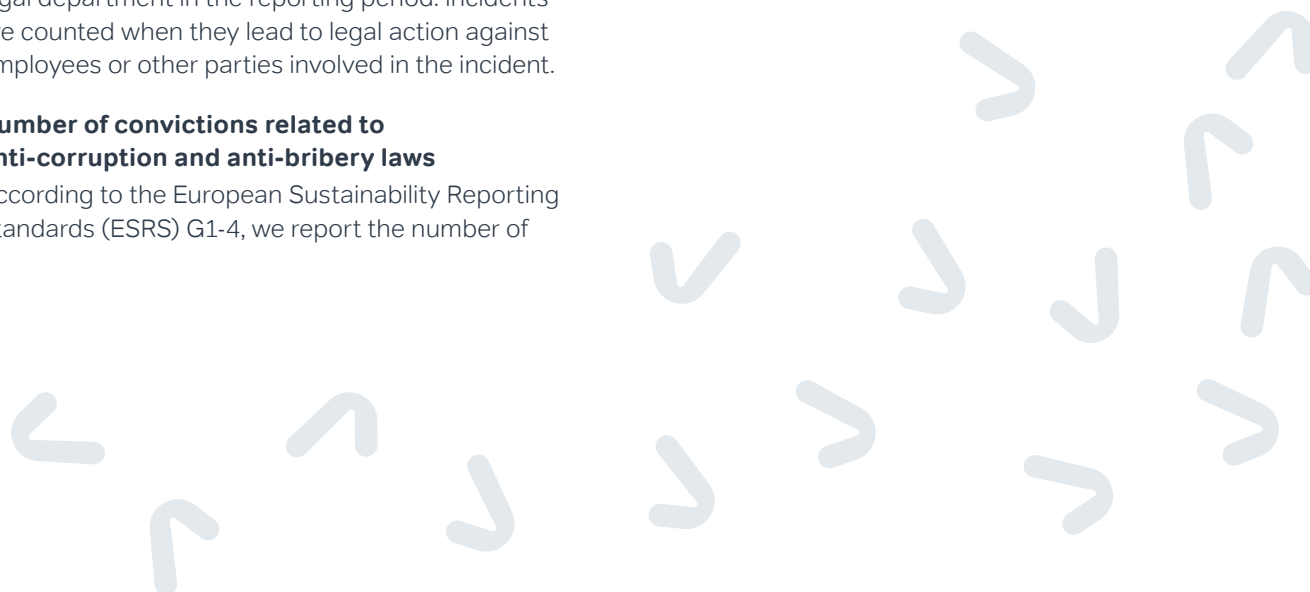 gal department in the reporting period. Incidents
e counted when they lead to legal action against
mployees or other parties involved in the incident.
umber of convictions related to
nti-corruption and anti-bribery laws
ccording to the European Sustainability Reporting
tandards (ESRS) G1-4, we report the number of